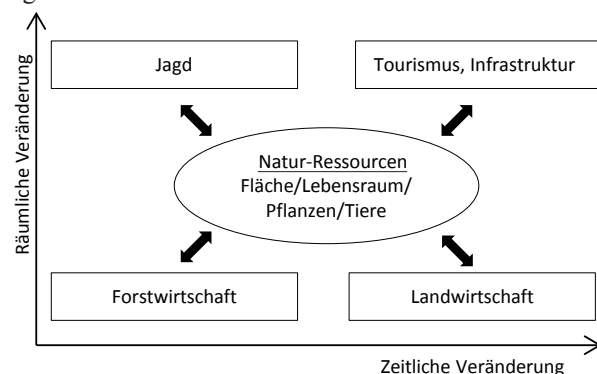 g
Jagd
Tourismus, Infrastruktur
Räumliche Veränderung
Natur-Ressourcen
Fläche/Lebensraum/
Pflanzen/Tiere
Forstwirtschaft
Landwirtschaft
Zeitliche Veränderung